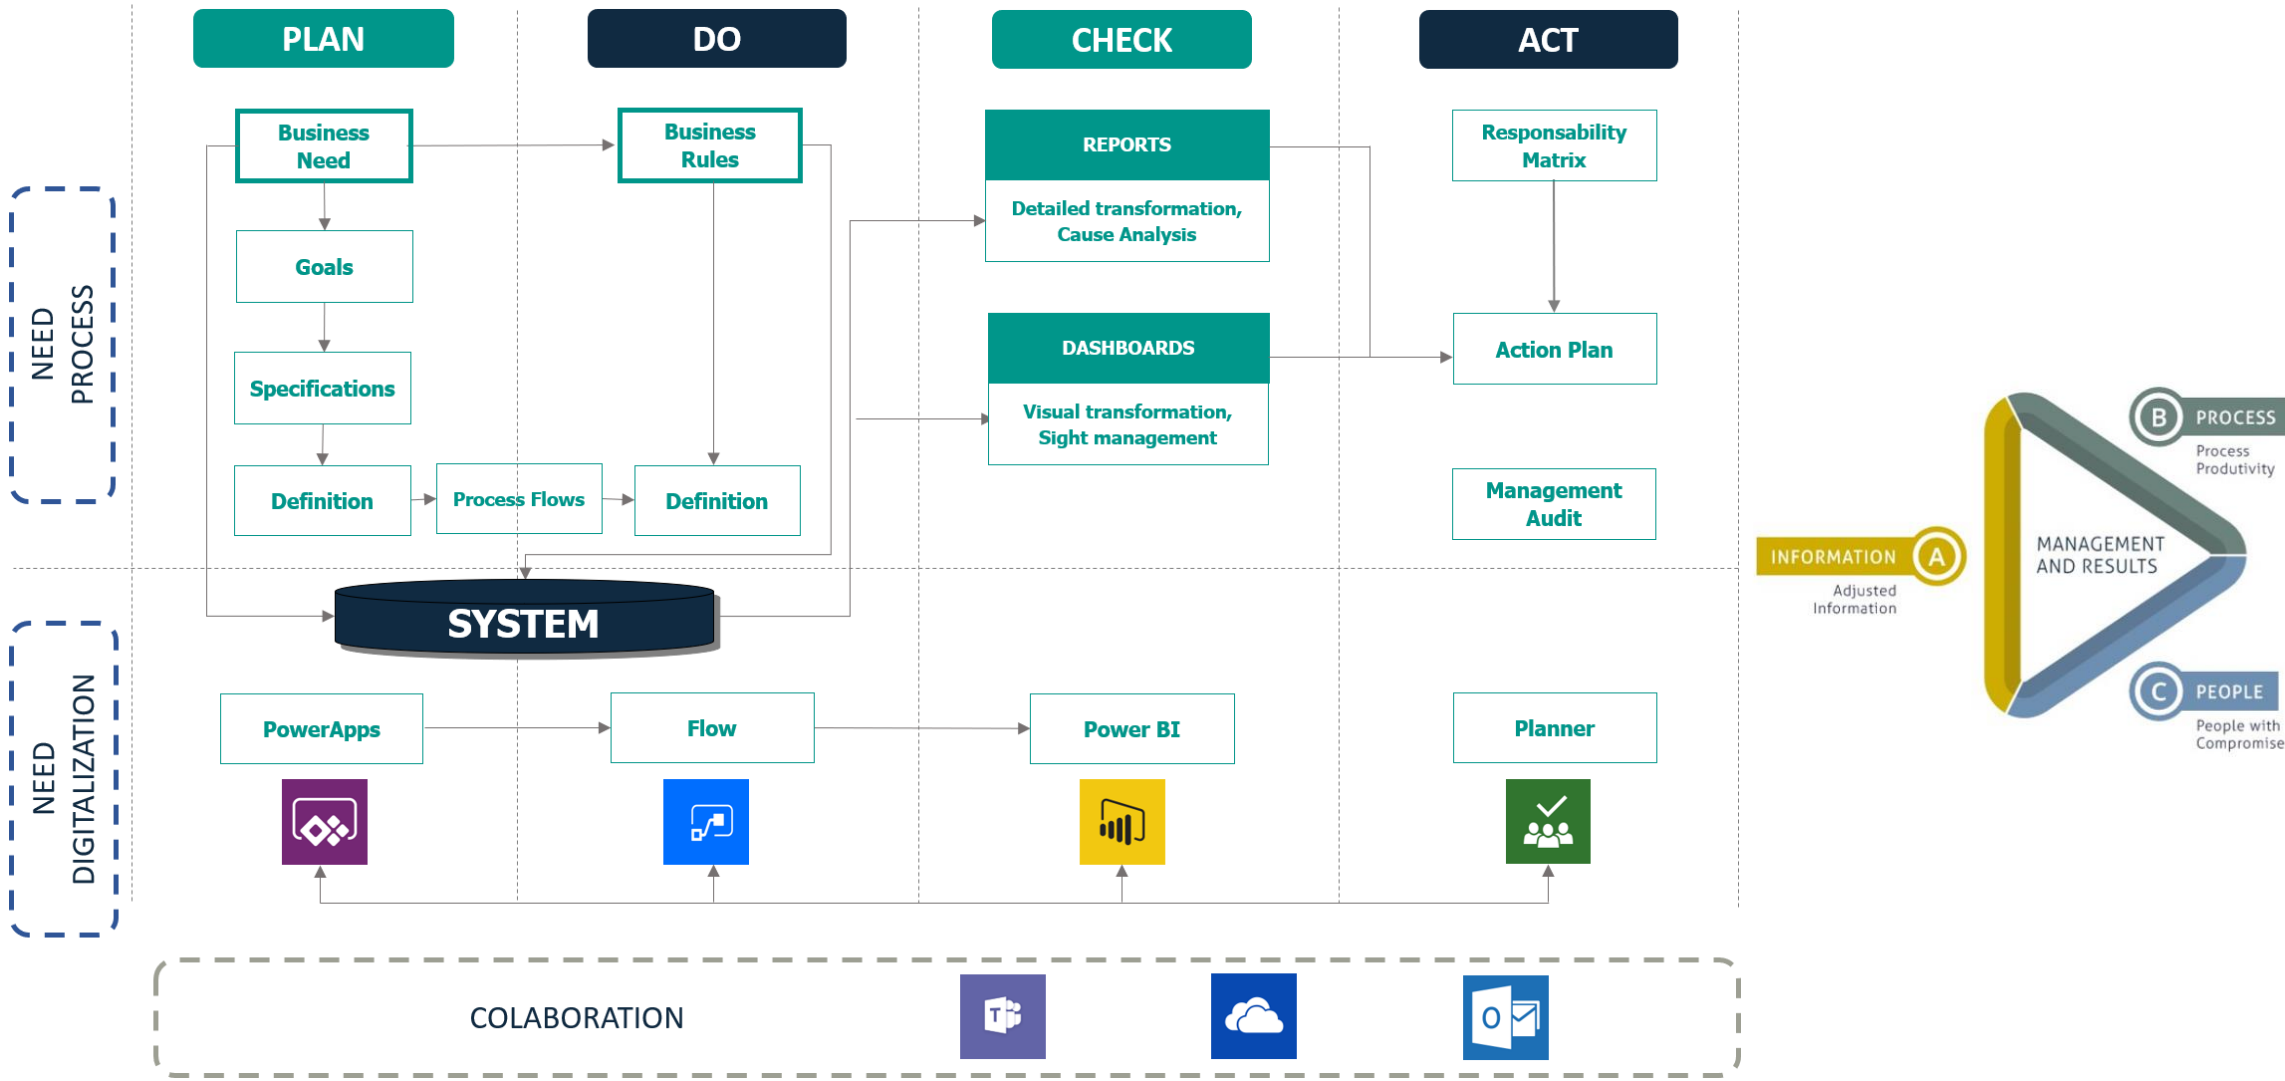 PLAN
DO
CHECK
ACT
NEED
PROCESS
Business
Need
Goals
Specifications
Definition
Process Flows
Business
Rules
Definition
REPORTS
Detailed transformation,
Cause Analysis
DASHBOARDS
Visual transformation,
Sight management
Responsability
Matrix
Action Plan
Management
Audit
SYSTEM
NEED
DIGITALIZATION
PowerApps
Flow
Power BI
Planner
COLABORATION
T
O
B
PROCESS
Process
Produtivity
INFORMATION
A
Adjusted
Information
MANAGEMENT
AND RESULTS
C
PEOPLE
People with
Compromise